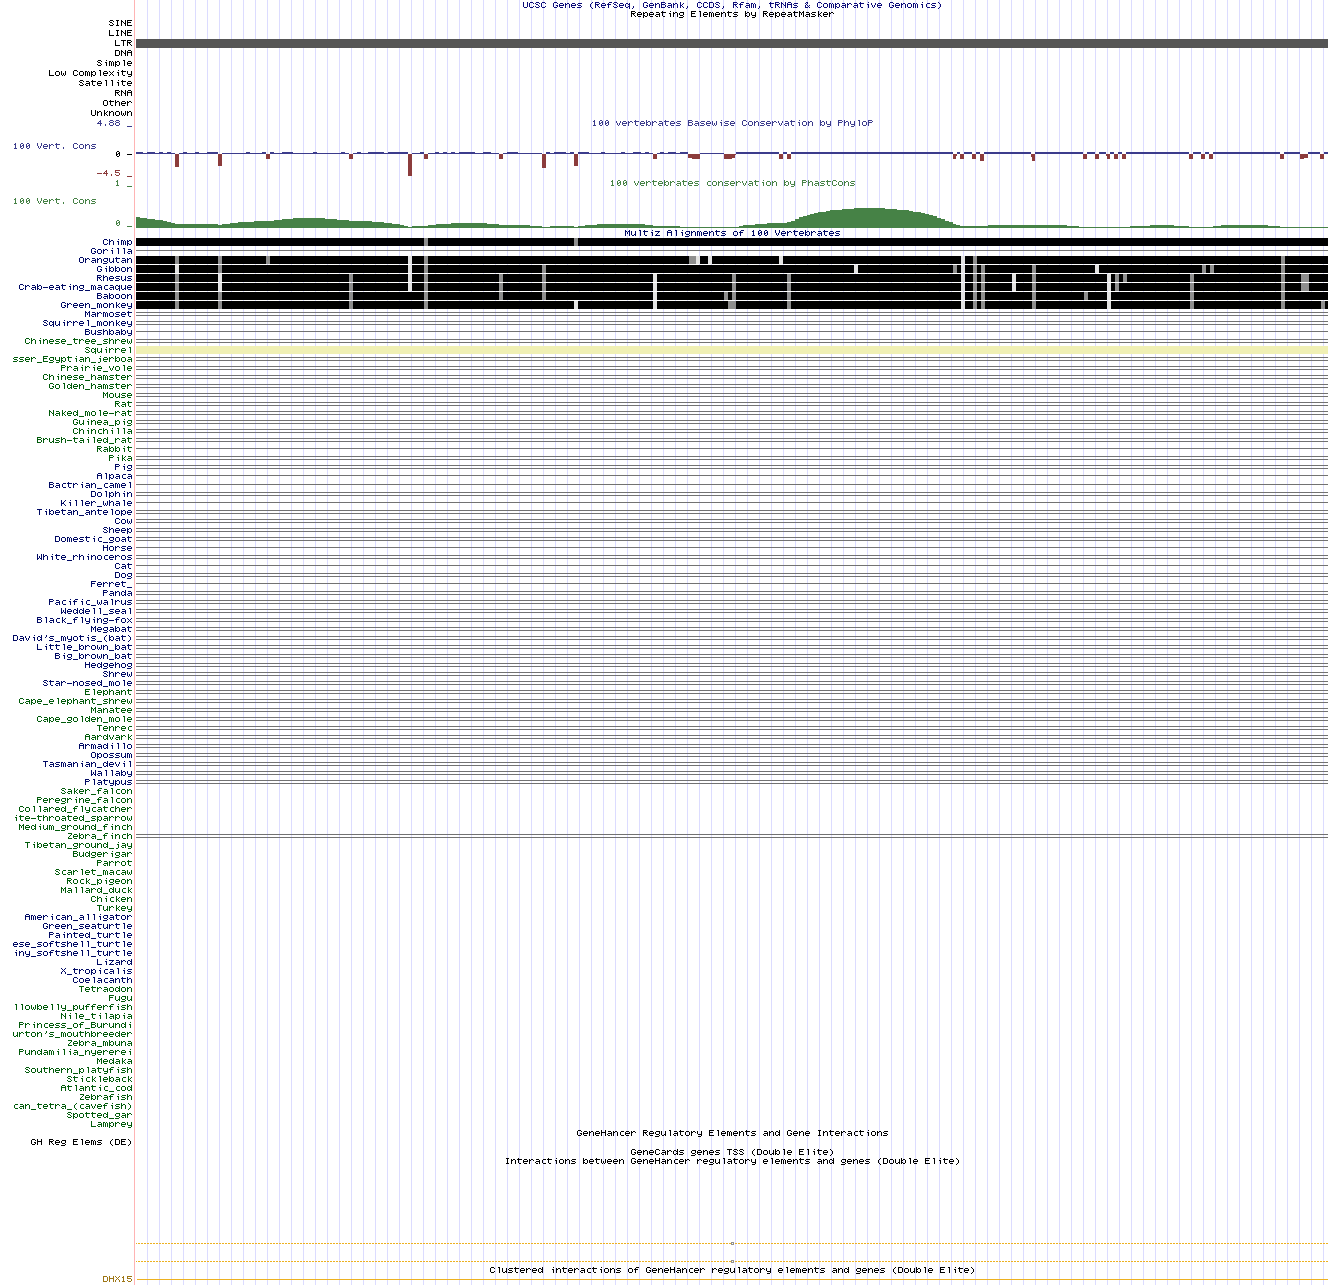 UCSC Genes (RefSeq, GenBank, CCDS, Rfam, tRNAs & Comparative Genomics)
Repeating Elements by RepeatMasker
SINE
LINE
LTR
DNA
Simple
Low Complexity
Satellite
RNA
Other
Unknown
4.88 _
100 vertebrates Basewise Conservation by PhyloP
100 Vert. Cons
0 -
-4.5 _
1 _
100 vertebrates conservation by PhastCons
100 Vert. Cons
0 _
Multiz Alignments of 100 Vertebrates
Chimp
Gorilla
Orangutan
Gibbon
Rhesus
Crab-eating_macaque
Baboon
Green_monkey
Marmoset
Squirrel_monkey
Bushbaby
Chinese_tree_shrew
Squirrel
sser_Egyptian_jerboa
Prairie_vole
Chinese_hamster
Golden_hamster
Mouse
Rat
Naked_mole-rat
Guinea_pig
Chinchilla
Brush-tailed_rat
Rabbit
Pika
Pig
Alpaca
Bactrian_camel
Dolphin
Killer_whale
Tibetan_antelope
Cow
Sheep
Domestic_goat
Horse
White_rhinoceros
Cat
Dog
Ferret_
Panda
Pacific_walrus
Weddell_seal
Black_flying-fox
Megabat
David's_myotis_(bat)
Little_brown_bat
Big_brown_bat
Hedgehog
Shrew
Star-nosed_mole
Elephant
Cape_elephant_shrew
Manatee
Cape_golden_mole
Tenrec
Aardvark
Armadillo
Opossum
Tasmanian_devil
Wallaby
Platypus
Saker_falcon
Peregrine_falcon
Collared_flycatcher
ite-throated_sparrow
Medium_ground_finch
Zebra_finch
Tibetan_ground_jay
Budgerigar
Parrot
Scarlet_macaw
Rock_pigeon
Mallard_duck
Chicken
Turkey
American_alligator
Green_seaturtle
Painted_turtle
ese_softshell_turtle
iny_softshell_turtle
Lizard
X_tropicalis
Coelacanth
Tetraodon
Fugu
llowbelly_pufferfish
Nile_tilapia
Princess_of_Burundi
urton's_mouthbreeder
Zebra_mbuna
Pundamilia_nyererei
Medaka
Southern_platyfish
Stickleback
Atlantic_cod
Zebrafish
can_tetra_(cavefish)
Spotted_gar
Lamprey
GeneHancer Regulatory Elements and Gene Interactions
GH Reg Elems (DE)
GeneCards genes TSS (Double Elite)
Interactions between GeneHancer regulatory elements and genes (Double Elite)
Clustered interactions of GeneHancer regulatory elements and genes (Double Elite)
DHX15